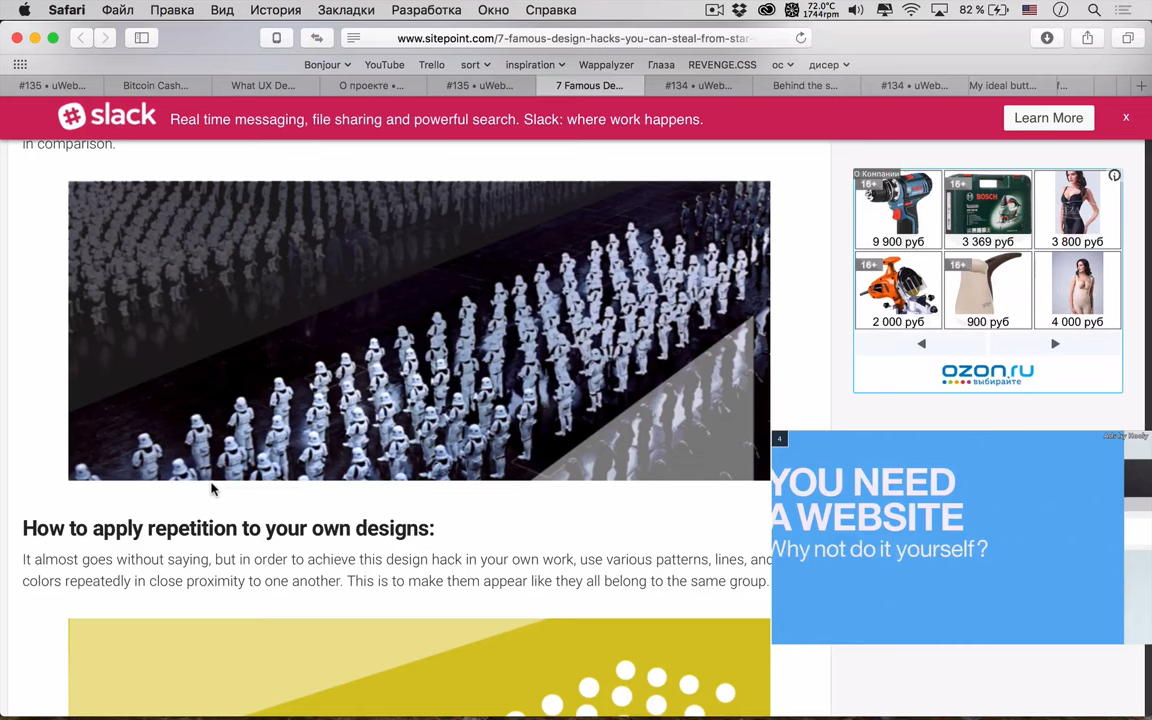 Safari Файл Правка Вид История Закладки Разработка Окно Справка 72.0°C 1744rpm 82 %
www.sitepoint.com/7-famous-design-hacks-you-can-steal-from-star-
Bonjour YouTube Trello sort inspiration Wappalyzer Глаза REVENGE.CSS ос дисер
#135 • uWeb... Bitcoin Cash... What UX De... О проекте •... #135 • uWeb... 7 Famous De... #134 • uWeb... Behind the s... #134 • uWeb... My ideal butt... f...
slack Real time messaging, file sharing and powerful search. Slack: where work happens. Learn More x
in comparison.
О Компании
16+ 16+
9 900 руб 3 369 руб 3 800 руб
16+ 16+
2 000 руб 900 руб 4 000 руб
ozon.ru
выбирайте
4
YOU NEED
A WEBSITE
Why not do it yourself?
How to apply repetition to your own designs:
It almost goes without saying, but in order to achieve this design hack in your own work, use various patterns, lines, and
colors repeatedly in close proximity to one another. This is to make them appear like they all belong to the same group.